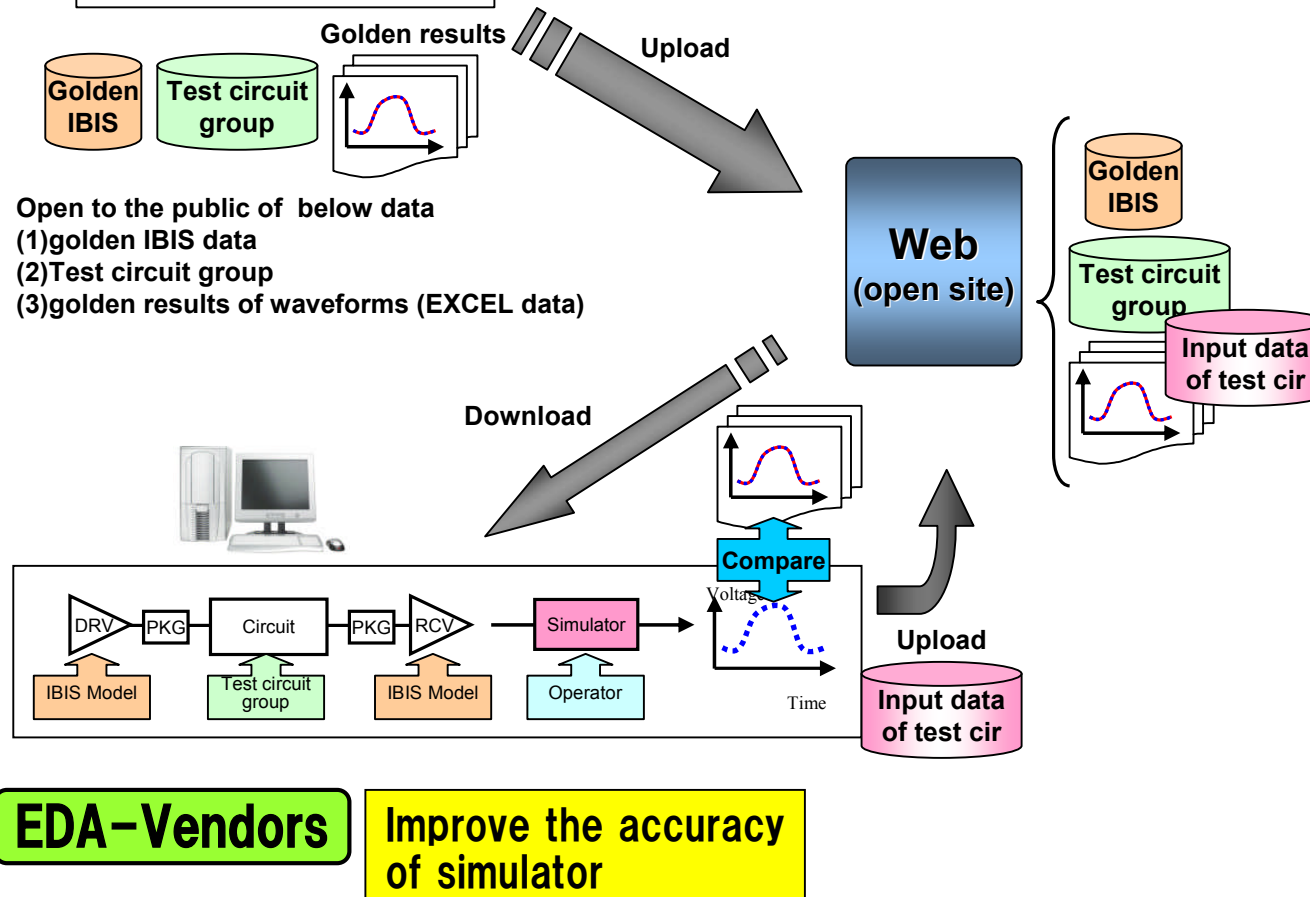 Golden results
Upload
Golden
IBIS
Test circuit
group
Open to the public of  below data
(1)golden IBIS data
(2)Test circuit group
(3)golden results of waveforms (EXCEL data)
Web
(open site)
Golden
IBIS
Test circuit
group
Input data
of test cir
Download
Compare
Voltage
DRV
PKG
Circuit
PKG
RCV
Simulator
IBIS Model
Test circuit
group
IBIS Model
Operator
Time
Upload
Input data
of test cir
EDA-Vendors
Improve the accuracy
of simulator